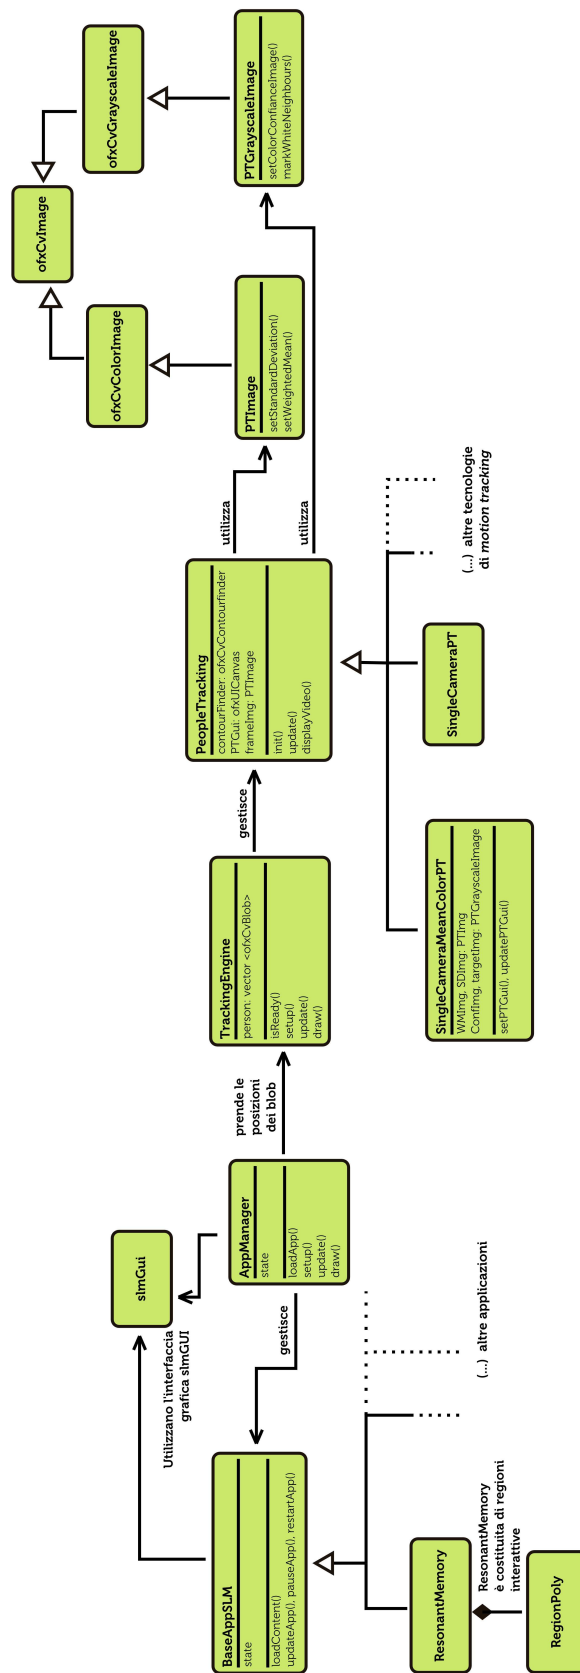 BaseAppSLM
state
loadContent()
updateApp(), pauseApp(), restartApp()
ResonantMemory
ResonantMemory
è costituita di regioni
interattive
RegionPoly
Utilizzano l'interfaccia
grafica slmGUI
slmGui
gestisce
(...) altre applicazioni
AppManager
state
loadApp()
setup()
update()
draw()
prende le
posizioni
dei blob
TrackingEngine
person: vector <ofxCvBlob>
isReady()
setup()
update()
draw()
gestisce
PeopleTracking
contourFinder: ofxCvContourfinder
PTGui: ofxUICanvas
frameImg: PTImage
init()
update()
displayVideo()
SingleCameraMeanColorPT
WMImg, SDImg: PTImg
ConfImg, targetImg: PTGrayscaleImage
setPTGui(), updatePTGui()
SingleCameraPT
(...) altre tecnologie
di motion tracking
utilizza
utilizza
ofxCvColorImage
PTImage
setStandardDeviation()
setWeightedMean()
ofxCvImage
ofxCvGrayscaleImage
PTGrayscaleImage
setColorConfianceImage()
markWhiteNeighbours()